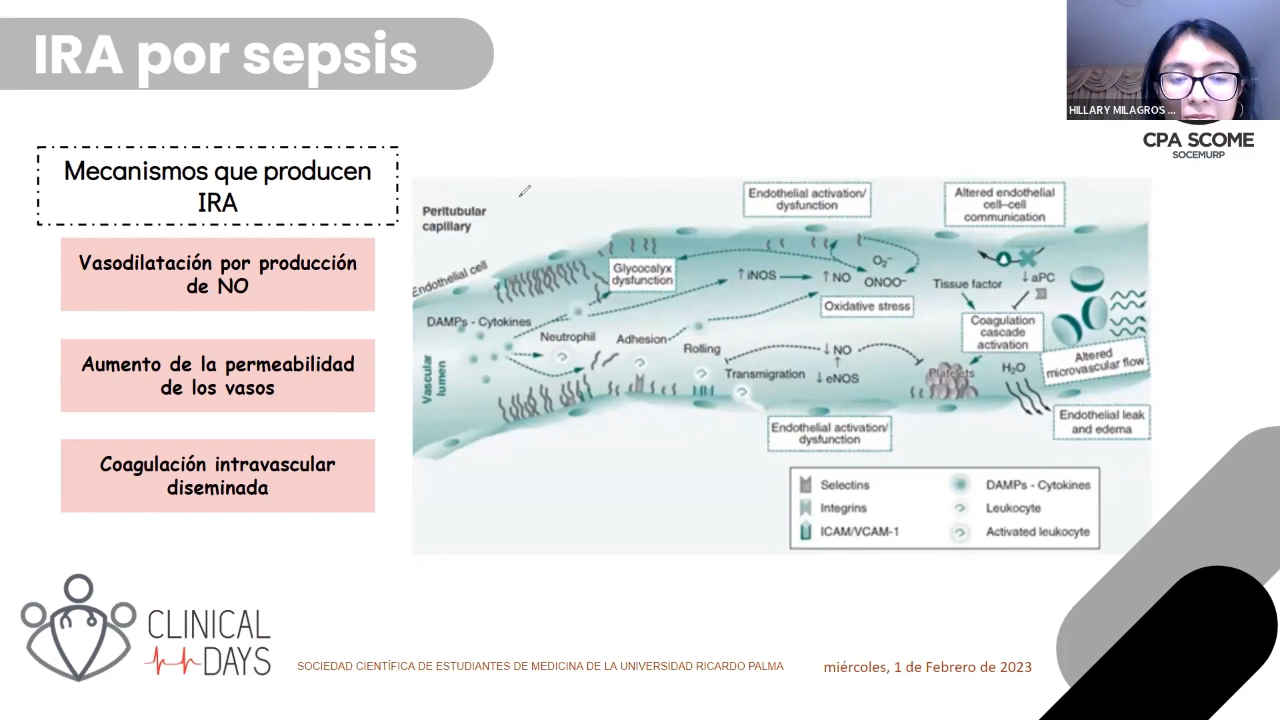 IRA por sepsis
HILLARY MILAGROS ...
CPA SCOME
SOCEMURP
Mecanismos que producen
IRA
Vasodilatación por producción
de NO
Aumento de la permeabilidad
de los vasos
Coagulación intravascular
diseminada
Peritubular
capillary
Endothelial activation/
dysfunction
Altered endothelial
cell–cell
communication
Endothelial cell
Glycocalyx
dysfunction
↑ iNOS
↑ NO
O₂⁻
ONOO⁻
Tissue factor
↓ aPC
Oxidative stress
DAMPs - Cytokines
Neutrophil
Adhesion
Rolling
Coagulation
cascade
activation
Vascular
lumen
Transmigration
↓ NO
↑
↓ eNOS
Platelets
H₂O
Altered
microvascular flow
Endothelial activation/
dysfunction
Endothelial leak
and edema
Selectins
Integrins
ICAM/VCAM-1
DAMPs - Cytokines
Leukocyte
Activated leukocyte
CLINICAL
DAYS
SOCIEDAD CIENTÍFICA DE ESTUDIANTES DE MEDICINA DE LA UNIVERSIDAD RICARDO PALMA
miércoles, 1 de Febrero de 2023